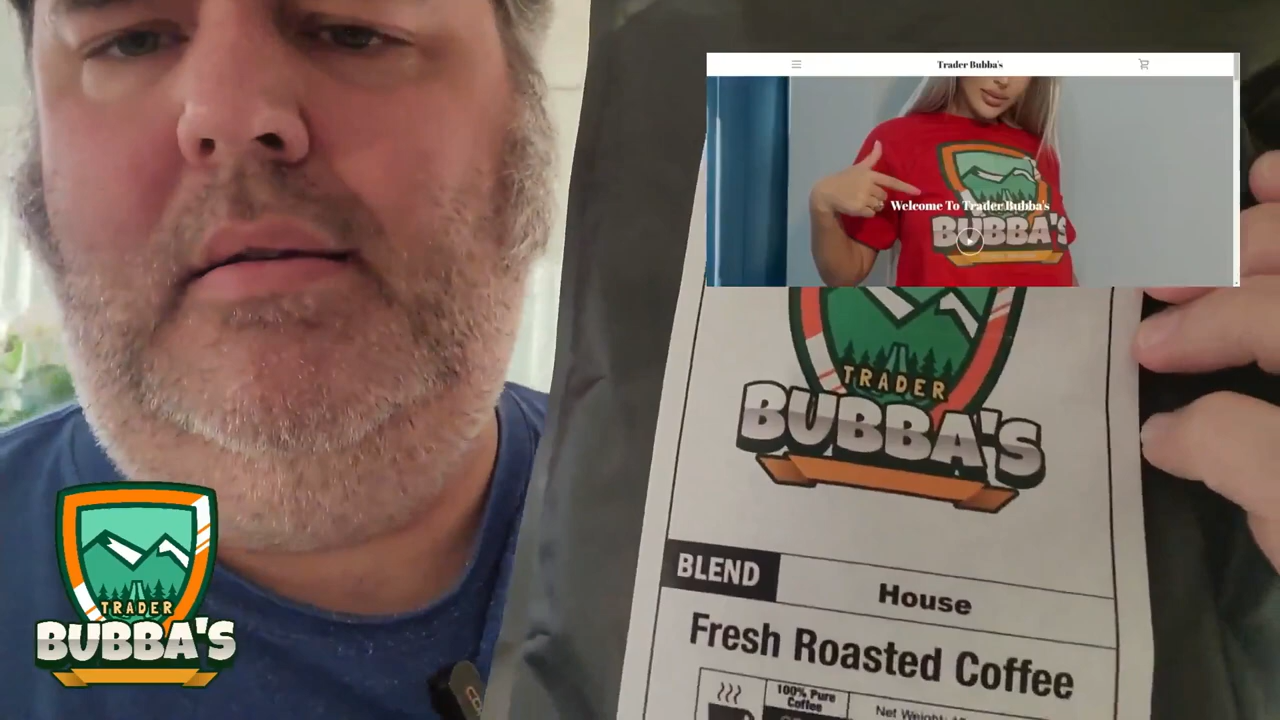 Trader Bubba's
Welcome To Trader Bubba's
BUBBA'S
TRADER
BUBBA'S
BLEND
House
Fresh Roasted Coffee
100% Pure
Coffee
Net Weight:
TRADER
BUBBA'S